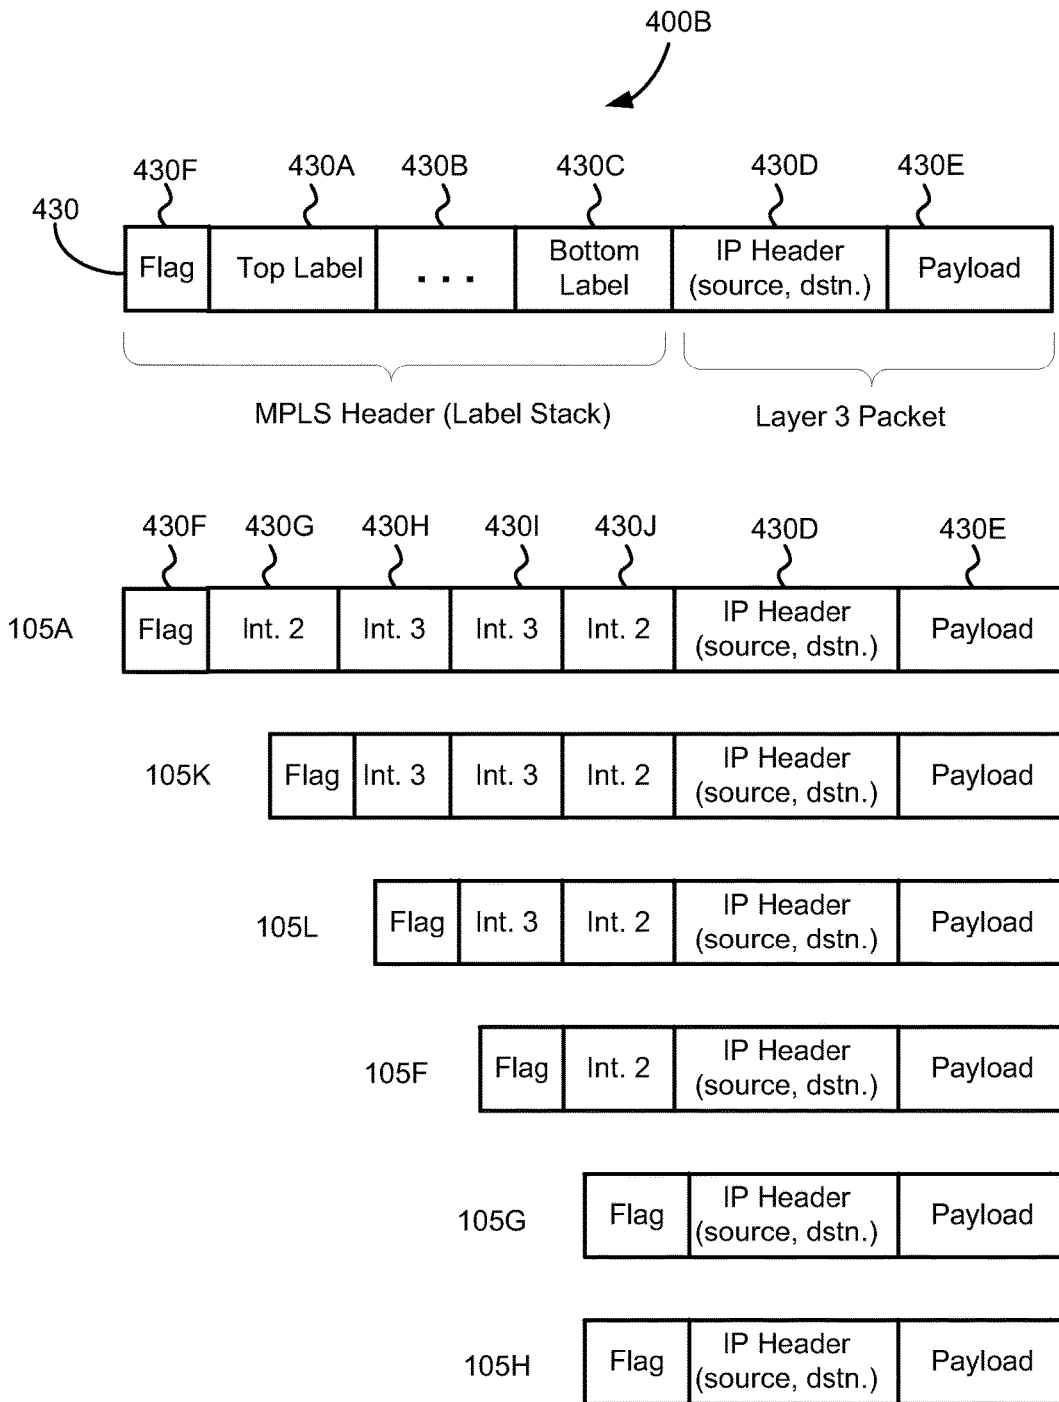 400B
430F 430A 430B 430C 430D 430E
430
Flag Top Label . . . Bottom Label IP Header (source, dstn.) Payload
MPLS Header (Label Stack) Layer 3 Packet
430F 430G 430H 430I 430J 430D 430E
105A Flag Int. 2 Int. 3 Int. 3 Int. 2 IP Header (source, dstn.) Payload
105K Flag Int. 3 Int. 3 Int. 2 IP Header (source, dstn.) Payload
105L Flag Int. 3 Int. 2 IP Header (source, dstn.) Payload
105F Flag Int. 2 IP Header (source, dstn.) Payload
105G Flag IP Header (source, dstn.) Payload
105H Flag IP Header (source, dstn.) Payload